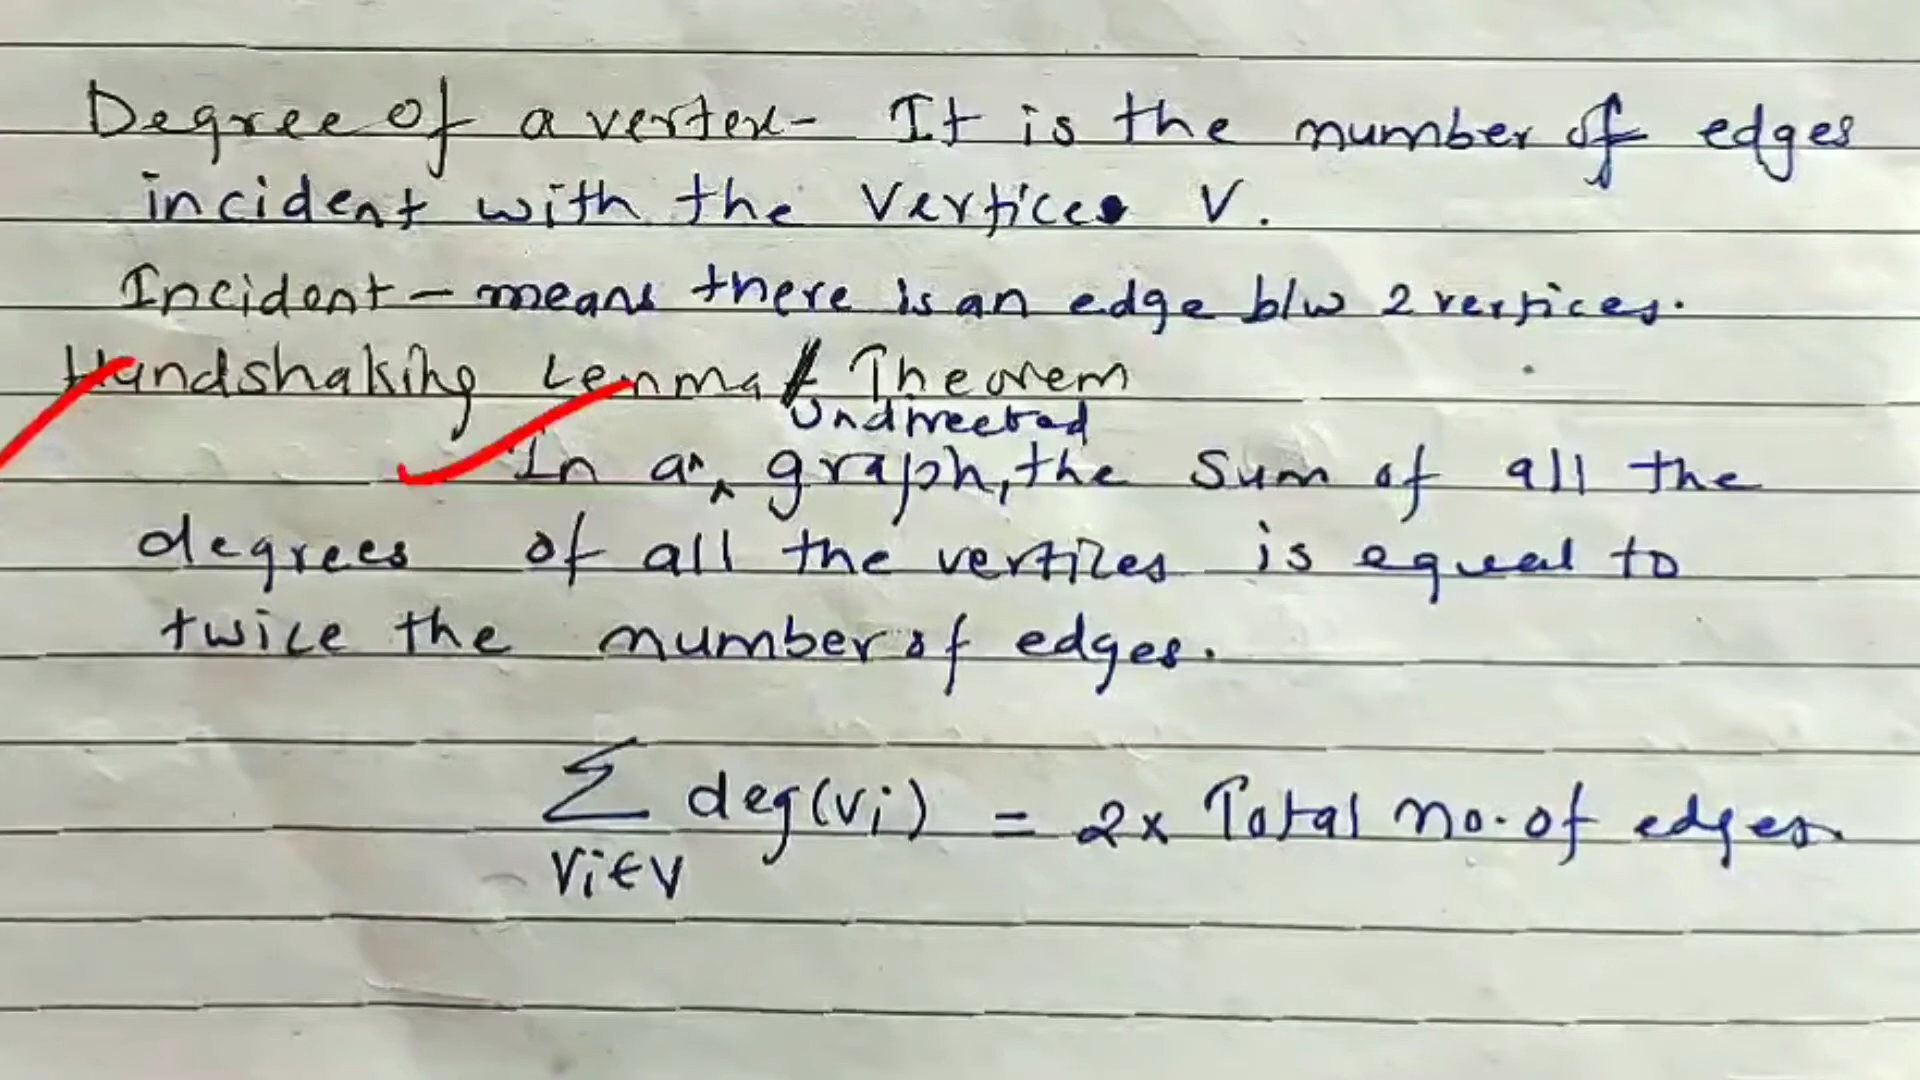 Degree of a vertex- It is the number of edges
incident with the vertice V.
Incident - means there is an edge b/w 2 vertices.
Handshaking Lemma / Theorem
Undirected
In an ^ graph, the sum of all the
degrees of all the vertices is equal to
twice the number of edges.
∑ deg(vi) = 2x Total no. of edges
Vi∈V